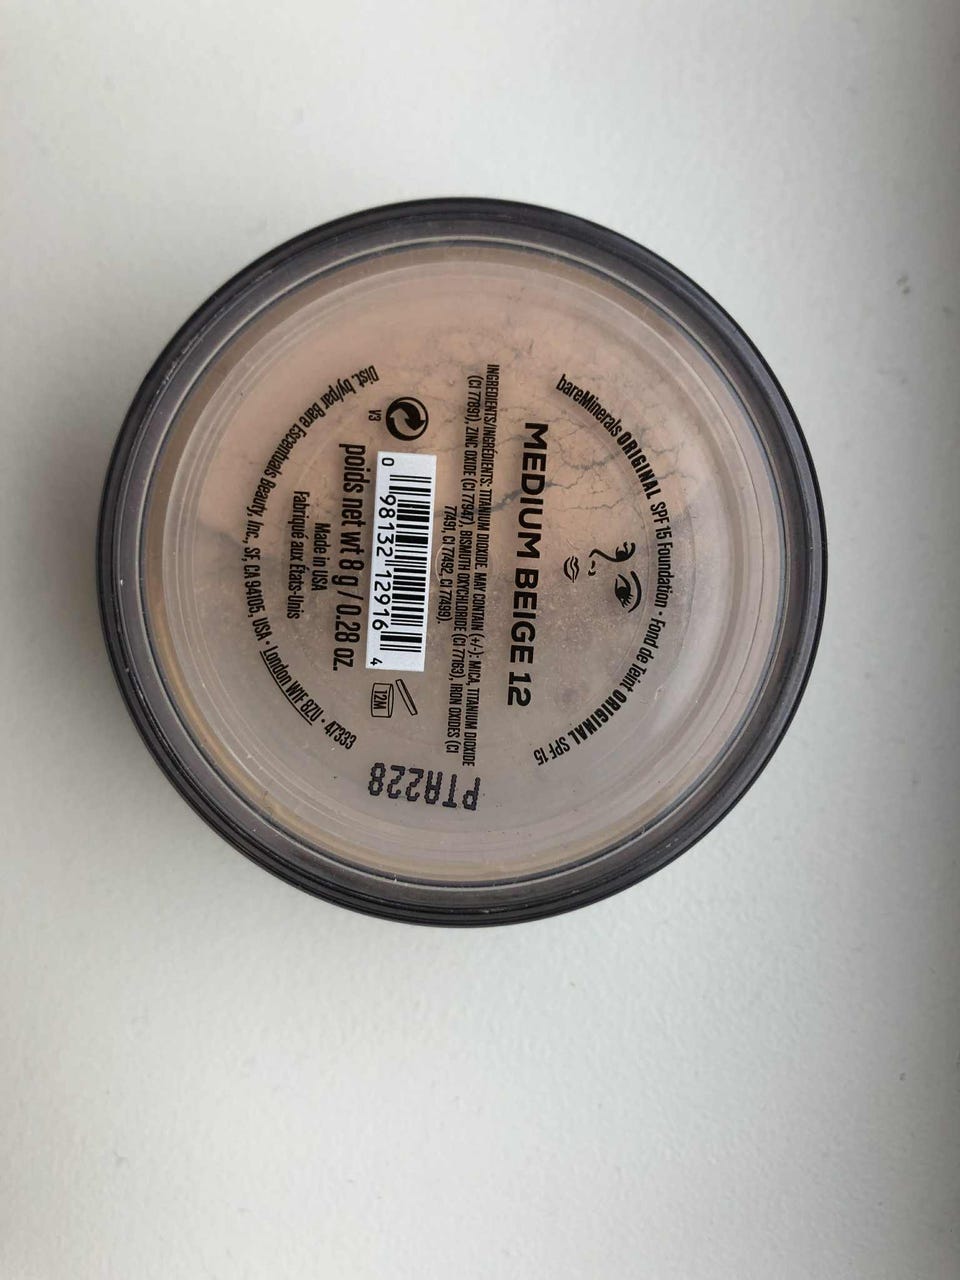 bareMinerals ORIGINAL SPF 15 Foundation • Fond de Teint ORIGINAL SPF 15
MEDIUM BEIGE 12
INGREDIENTS/INGRÉDIENTS: TITANIUM DIOXIDE. MAY CONTAIN (+/-): MICA, TITANIUM DIOXIDE
(CI 77891), ZINC OXIDE (CI 77947), BISMUTH OXYCHLORIDE (CI 77163), IRON OXIDES (CI
77491, CI 77492, CI 77499).
0 98132 12916 4
12M
V3
poids net wt 8 g / 0.28 oz.
Made in USA
Fabriqué aux États-Unis
Dist. by/par Bare Escentuals Beauty, Inc., SF, CA 94105, USA • London W1F 8ZU • 47333
PTA228